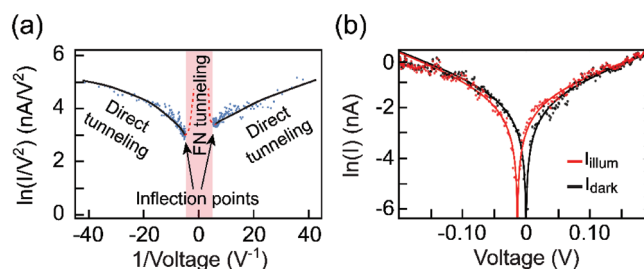 (a)
ln(I/V²) (nA/V²)
6
4
2
0
Direct
tunneling
FN tunneling
Direct
tunneling
Inflection points
-40 -20 0 20 40
1/Voltage (V⁻¹)
(b)
ln(I) (nA)
0
-2
-4
-6
I_illum
I_dark
-0.10 0 0.10
Voltage (V)